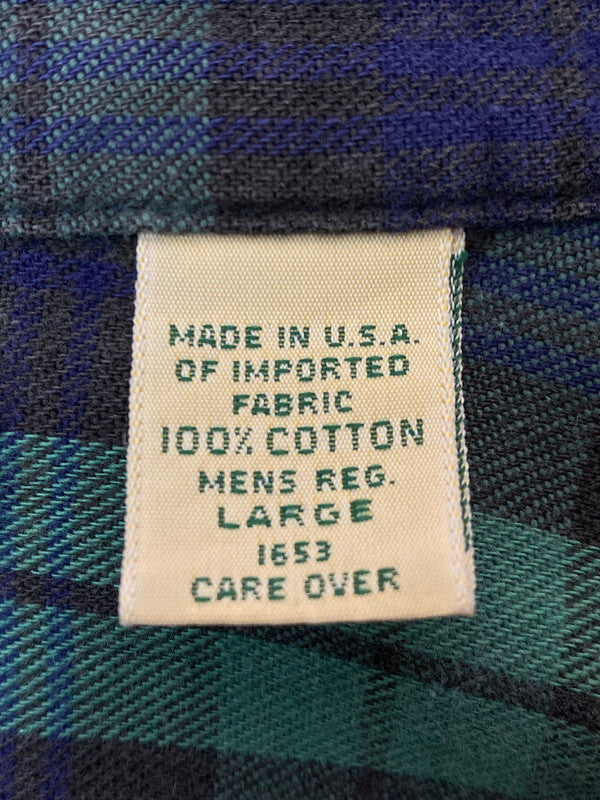 MADE IN U.S.A.
OF IMPORTED
FABRIC
100% COTTON
MENS REG.
LARGE
1653
CARE OVER